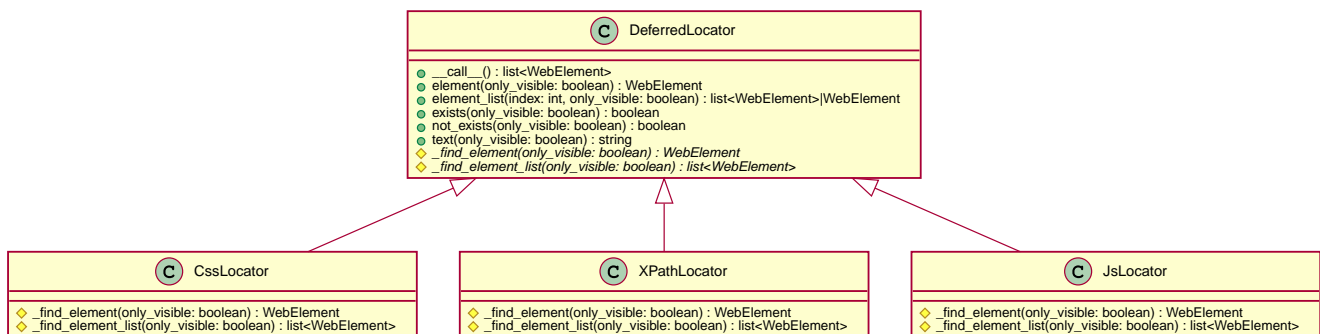 C DeferredLocator
__call__() : list<WebElement>
element(only_visible: boolean) : WebElement
element_list(index: int, only_visible: boolean) : list<WebElement>|WebElement
exists(only_visible: boolean) : boolean
not_exists(only_visible: boolean) : boolean
text(only_visible: boolean) : string
_find_element(only_visible: boolean) : WebElement
_find_element_list(only_visible: boolean) : list<WebElement>
C CssLocator
_find_element(only_visible: boolean) : WebElement
_find_element_list(only_visible: boolean) : list<WebElement>
C XPathLocator
_find_element(only_visible: boolean) : WebElement
_find_element_list(only_visible: boolean) : list<WebElement>
C JsLocator
_find_element(only_visible: boolean) : WebElement
_find_element_list(only_visible: boolean) : list<WebElement>